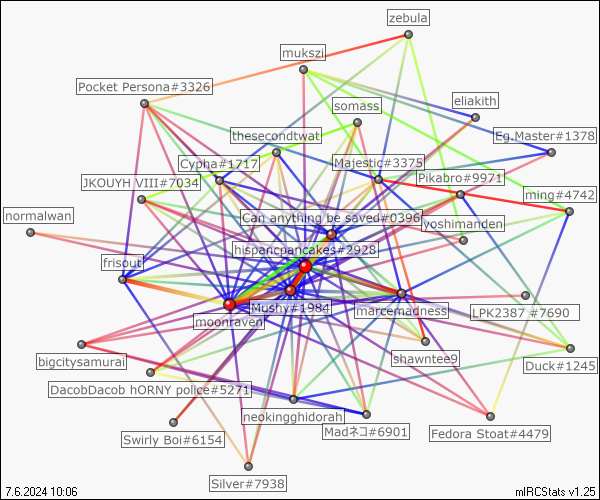 zebula
mukszi
Pocket Persona#3326
eliakith
somass
thesecondtwat
Eg.Master#1378
Cypha#1717
Majestic#3375
Pikabro#9971
JKOUYH VIII#7034
ming#4742
normalwan
Can anything be saved#0396
yoshimanden
hispancpancakes#2928
frisout
Mushy#1984
marcemadness
LPK2387 #7690
moonraven
bigcitysamurai
shawntee9
Duck#1245
DacobDacob hORNY police#5271
neokingghidorah
Swirly Boi#6154
Madネコ#6901
Fedora Stoat#4479
Silver#7938
7.6.2024 10:06
mIRCStats v1.25